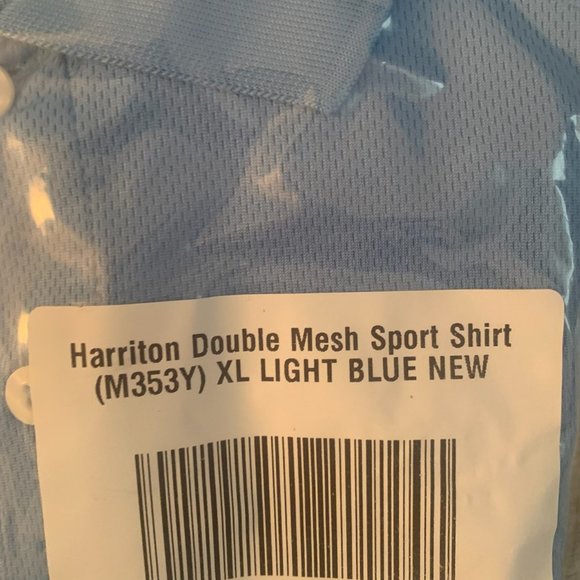 Harriton Double Mesh Sport Shirt
(M353Y) XL LIGHT BLUE NEW